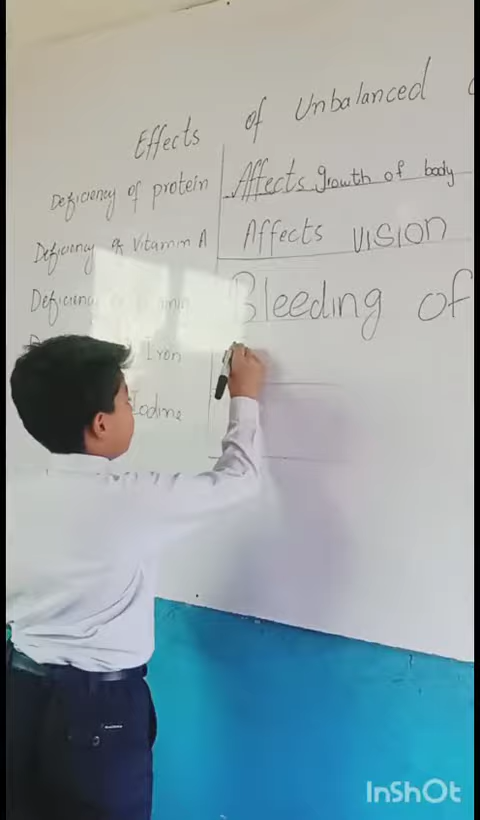 Effects of Unbalanced
Deficiency of protein Affects growth of body
Deficiency of Vitamin A Affects vision
Bleeding of
Iron
Iodine
InShOt